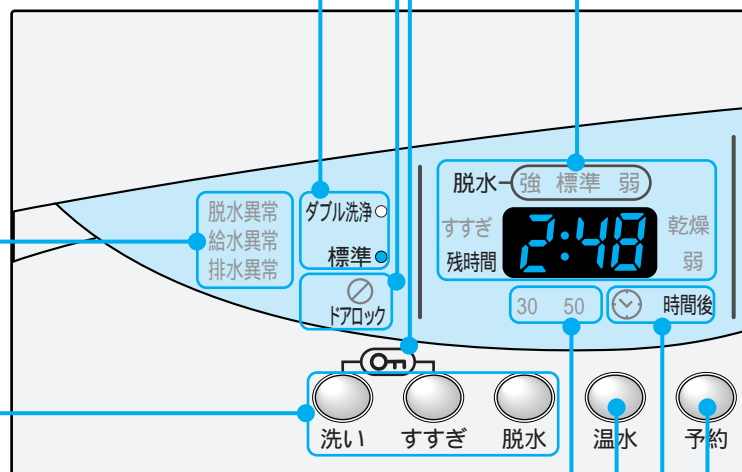 脱水異常
給水異常
排水異常
ダブル洗浄
標準
ドアロック
脱水 強 標準 弱
すすぎ 2:48 乾燥
残時間 弱
30 50 時間後
洗い すすぎ 脱水 温水 予約